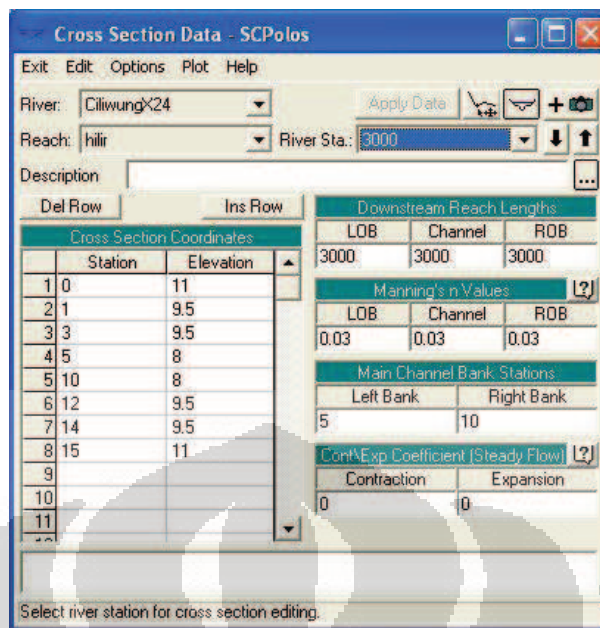 Cross Section Data - SCPolos
Exit Edit Options Plot Help
River: CiliwungX24 Apply Data
Reach: hilir River Sta.: 3000
Description ...
Del Row Ins Row
Cross Section Coordinates
Station Elevation
1 0 11
2 1 9.5
3 3 9.5
4 5 8
5 10 8
6 12 9.5
7 14 9.5
8 15 11
9
10
11
Downstream Reach Lengths
LOB Channel ROB
3000 3000 3000
Manning's n Values
LOB Channel ROB
0.03 0.03 0.03
Main Channel Bank Stations
Left Bank Right Bank
5 10
Cont\Exp Coefficient (Steady Flow)
Contraction Expansion
0 0
Select river station for cross section editing.